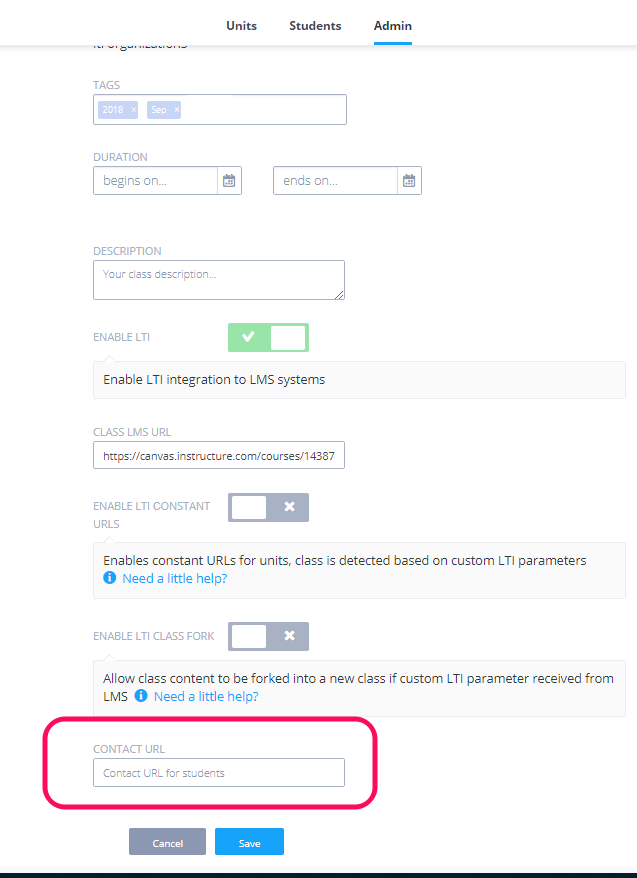 Units Students Admin
lti organizations
TAGS
2018 × Sep ×
DURATION
begins on... ends on...
DESCRIPTION
Your class description...
ENABLE LTI
Enable LTI integration to LMS systems
CLASS LMS URL
https://canvas.instructure.com/courses/14387
ENABLE LTI CONSTANT
URLS
Enables constant URLs for units, class is detected based on custom LTI parameters
Need a little help?
ENABLE LTI CLASS FORK
Allow class content to be forked into a new class if custom LTI parameter received from
LMS Need a little help?
CONTACT URL
Contact URL for students
Cancel Save